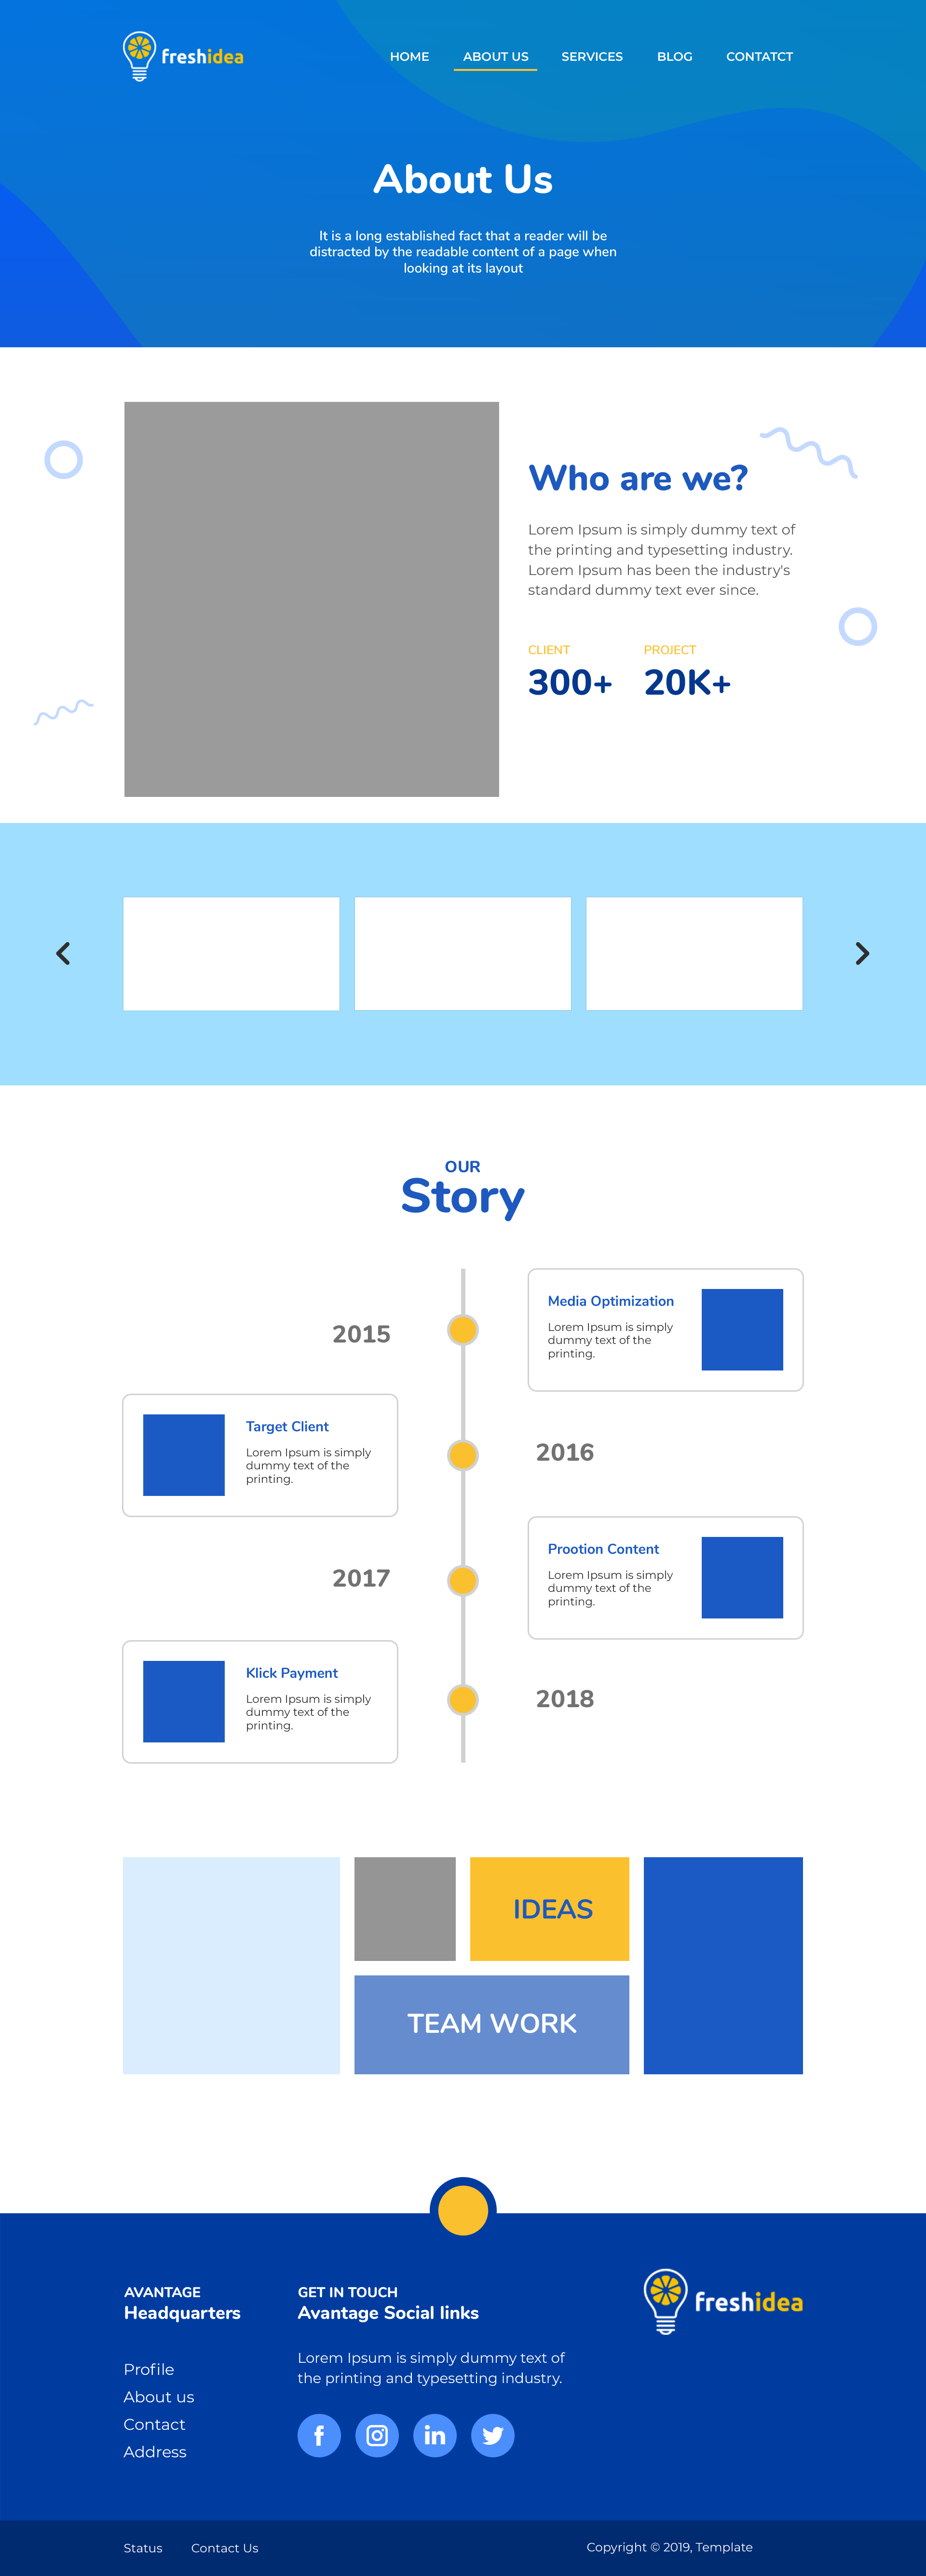 freshidea
HOME ABOUT US SERVICES BLOG CONTATCT
About Us
It is a long established fact that a reader will be
distracted by the readable content of a page when
looking at its layout
Who are we?
Lorem Ipsum is simply dummy text of
the printing and typesetting industry.
Lorem Ipsum has been the industry's
standard dummy text ever since.
CLIENT PROJECT
300+ 20K+
OUR
Story
2015
Media Optimization
Lorem Ipsum is simply
dummy text of the
printing.
Target Client
Lorem Ipsum is simply
dummy text of the
printing.
2016
2017
Prootion Content
Lorem Ipsum is simply
dummy text of the
printing.
Klick Payment
Lorem Ipsum is simply
dummy text of the
printing.
2018
IDEAS
TEAM WORK
AVANTAGE
Headquarters
Profile
About us
Contact
Address
GET IN TOUCH
Avantage Social links
Lorem Ipsum is simply dummy text of
the printing and typesetting industry.
f in
freshidea
Status Contact Us Copyright © 2019, Template